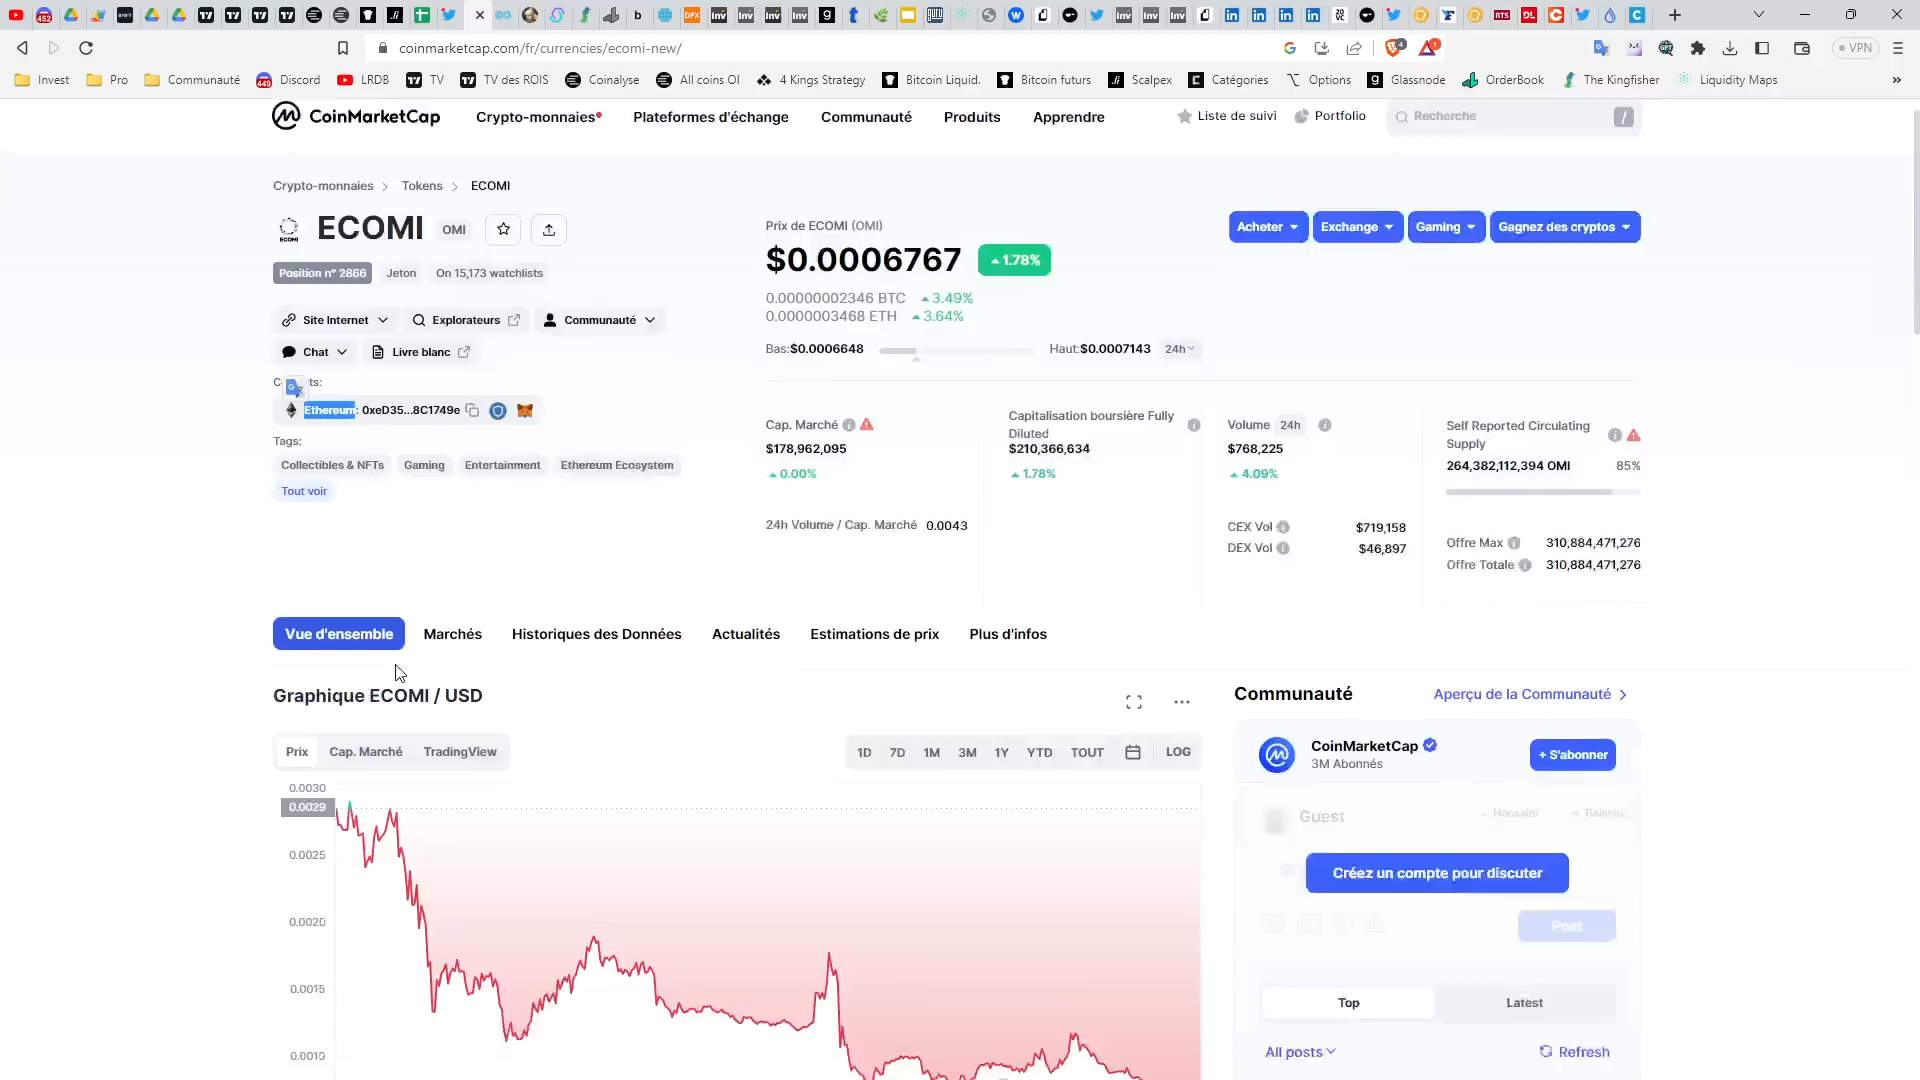 coinmarketcap.com/fr/currencies/ecomi-new/
VPN
Invest
Pro
Communauté
Discord
LRDB
TV
TV des ROIS
Coinalyse
All coins OI
4 Kings Strategy
Bitcoin Liquid.
Bitcoin futurs
Scalpex
Catégories
Options
Glassnode
OrderBook
The Kingfisher
Liquidity Maps
CoinMarketCap
Crypto-monnaies
Plateformes d'échange
Communauté
Produits
Apprendre
Liste de suivi
Portfolio
Recherche
/
Crypto-monnaies > Tokens > ECOMI
ECOMI OMI
Position n° 2866
Jeton
On 15,173 watchlists
Site Internet
Explorateurs
Communauté
Chat
Livre blanc
Ethereum: 0xeD35...8C1749e
Tags:
Collectibles & NFTs
Gaming
Entertainment
Ethereum Ecosystem
Tout voir
Prix de ECOMI (OMI)
$0.0006767
1.78%
0.00000002346 BTC 3.49%
0.0000003468 ETH 3.64%
Bas:$0.0006648
Haut:$0.0007143
24h
Acheter
Exchange
Gaming
Gagnez des cryptos
Cap. Marché
$178,962,095
0.00%
24h Volume / Cap. Marché 0.0043
Capitalisation boursière Fully
Diluted
$210,366,634
1.78%
Volume 24h
$768,225
4.09%
CEX Vol $719,158
DEX Vol $46,897
Self Reported Circulating
Supply
264,382,112,394 OMI 85%
Offre Max 310,884,471,276
Offre Totale 310,884,471,276
Vue d'ensemble
Marchés
Historiques des Données
Actualités
Estimations de prix
Plus d'infos
Graphique ECOMI / USD
Prix
Cap. Marché
TradingView
1D
7D
1M
3M
1Y
YTD
TOUT
LOG
0.0030
0.0029
0.0025
0.0020
0.0015
0.0010
Communauté
Aperçu de la Communauté
CoinMarketCap
3M Abonnés
+ S'abonner
Guest
Haussier
Créez un compte pour discuter
Post
Top
Latest
All posts
Refresh